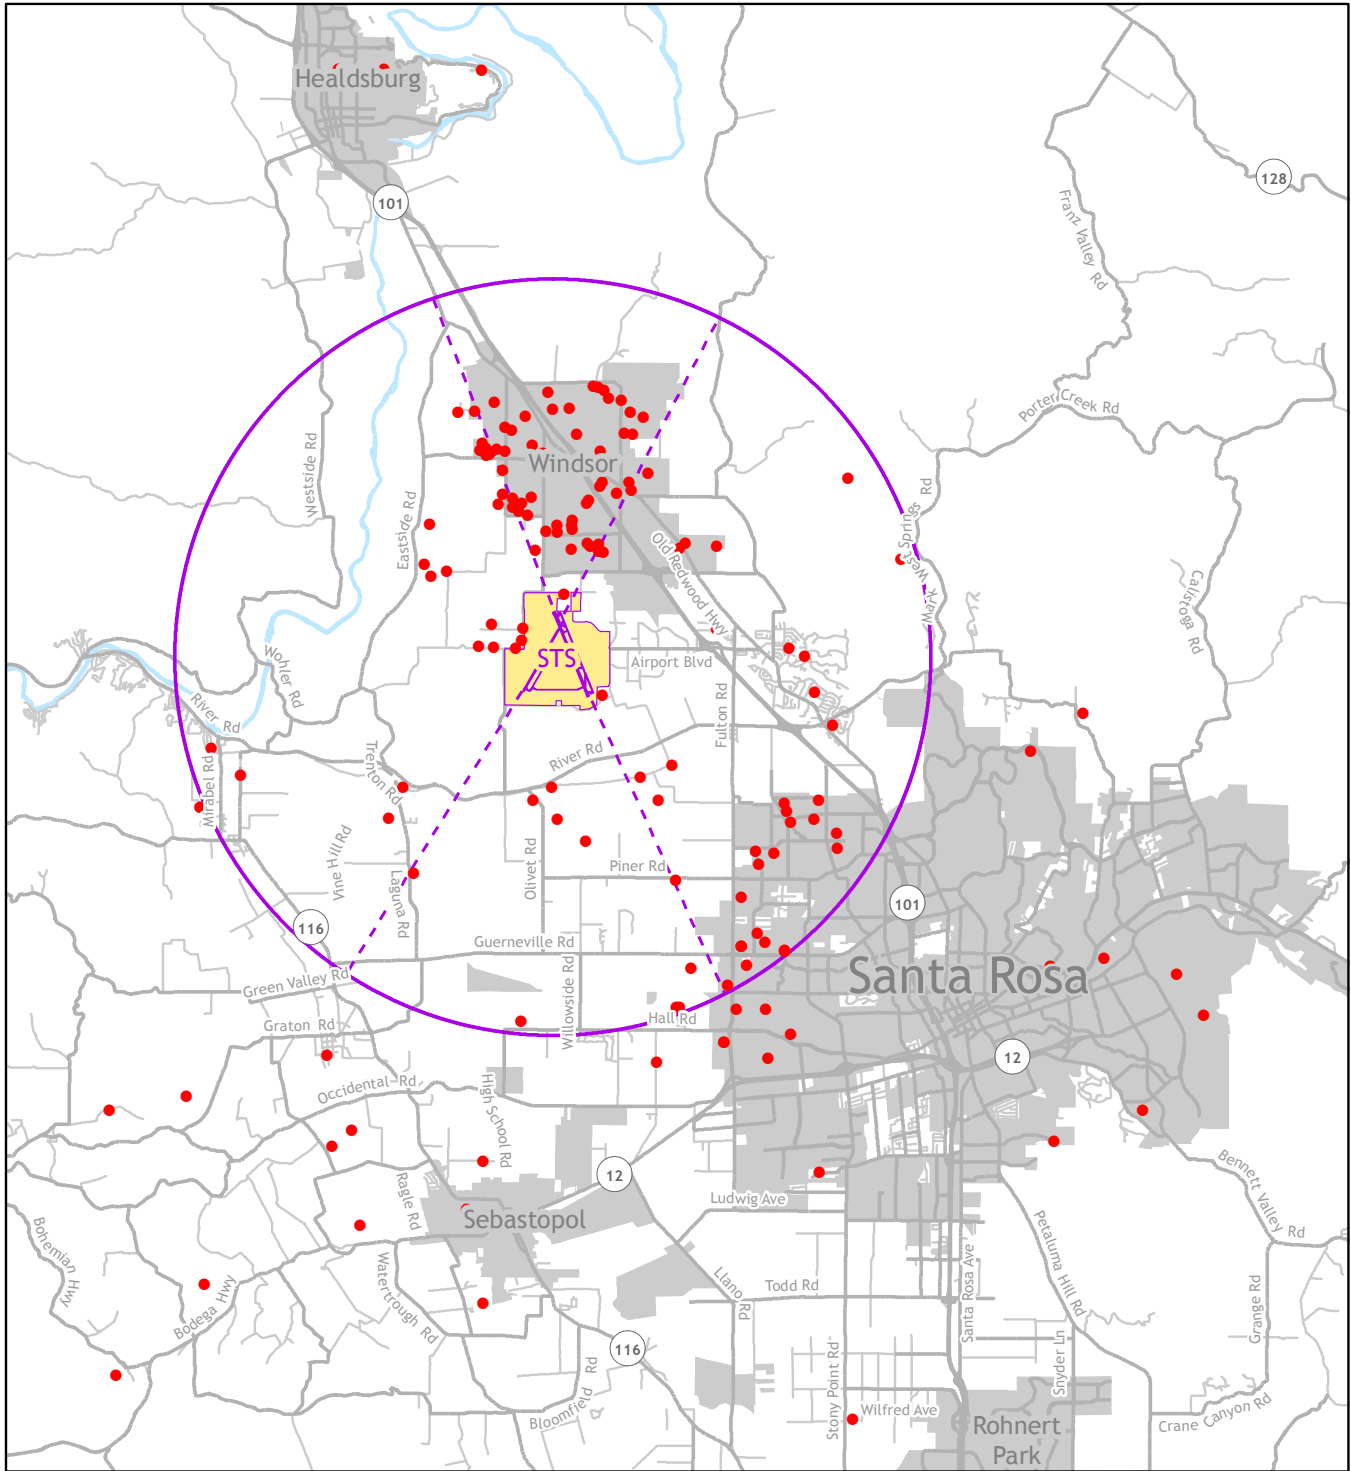 Healdsburg
101
128
Franz Valley Rd
Westside Rd
Porter Creek Rd
Windsor
Eastside Rd
Old Redwood Hwy
Mark West Springs Rd
Calistoga Rd
STS
Airport Blvd
Wohler Rd
River Rd
Fulton Rd
River Rd
Trenton Rd
Mirabel Rd
Vine Hill Rd
Olivet Rd
Piner Rd
Laguna Rd
101
116
Guerneville Rd
Santa Rosa
Green Valley Rd
Willowside Rd
Graton Rd
Hall Rd
12
Occidental Rd
High School Rd
12
Bennett Valley Rd
Ragle Rd
Ludwig Ave
Sebastopol
Petaluma Hill Rd
Bohemian Hwy
Watertrough Rd
Llano Rd
Todd Rd
Santa Rosa Ave
Grange Rd
Bodega Hwy
116
Stony Point Rd
Snyder Ln
Bloomfield Rd
Wilfred Ave
Rohnert
Park
Crane Canyon Rd